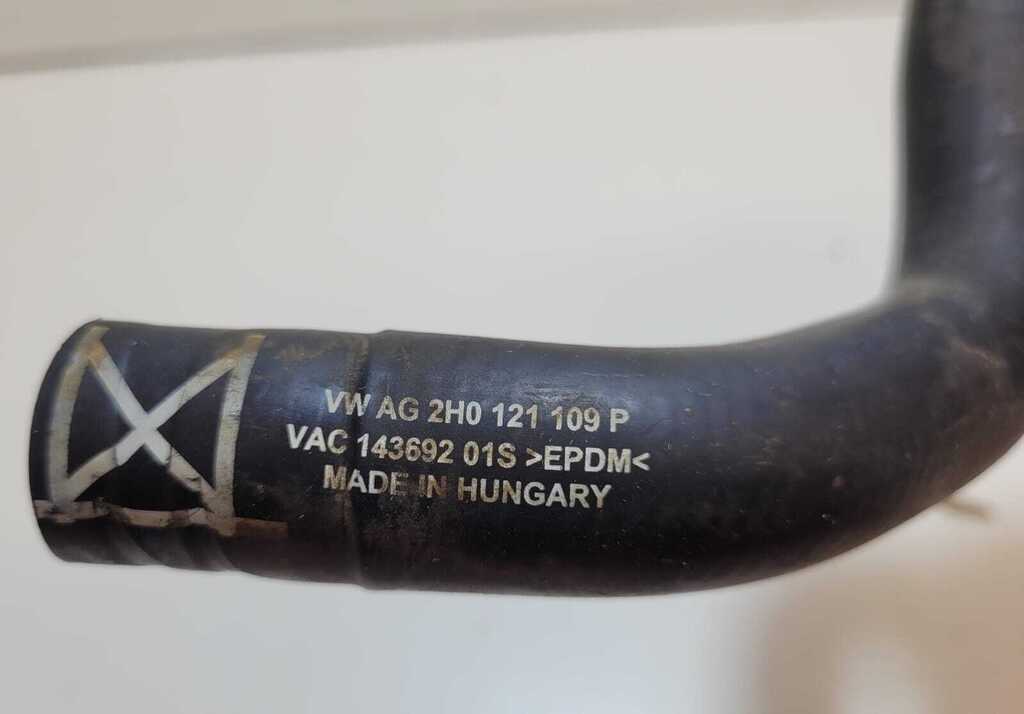 VW AG 2H0 121 109 P
VAC 143692 01S >EPDM<
MADE IN HUNGARY